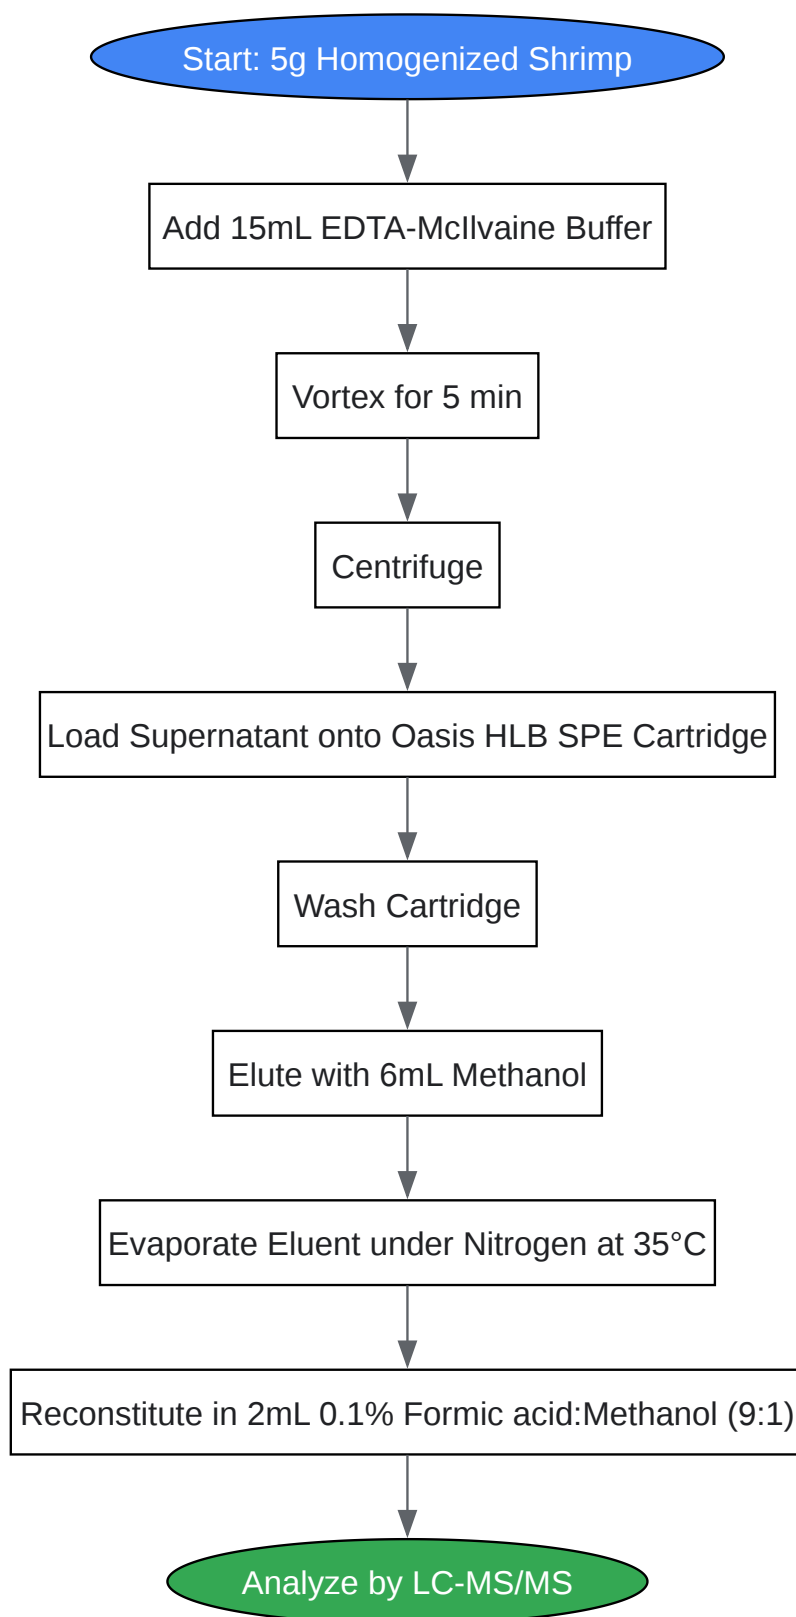 Start: 5g Homogenized Shrimp
Add 15mL EDTA-McIlvaine Buffer
Vortex for 5 min
Centrifuge
Load Supernatant onto Oasis HLB SPE Cartridge
Wash Cartridge
Elute with 6mL Methanol
Evaporate Eluent under Nitrogen at 35°C
Reconstitute in 2mL 0.1% Formic acid:Methanol (9:1)
Analyze by LC-MS/MS